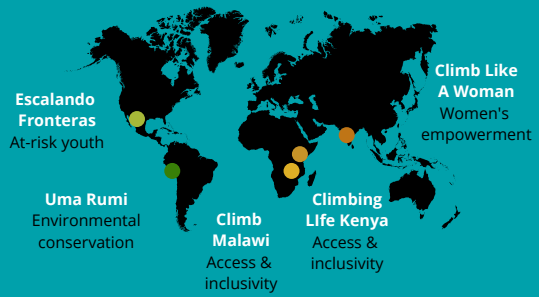 Escalando
Fronteras
At-risk youth
Climb Like
A Woman
Women's
empowerment
Uma Rumi
Environmental
conservation
Climb
Malawi
Access &
inclusivity
Climbing
LIfe Kenya
Access &
inclusivity